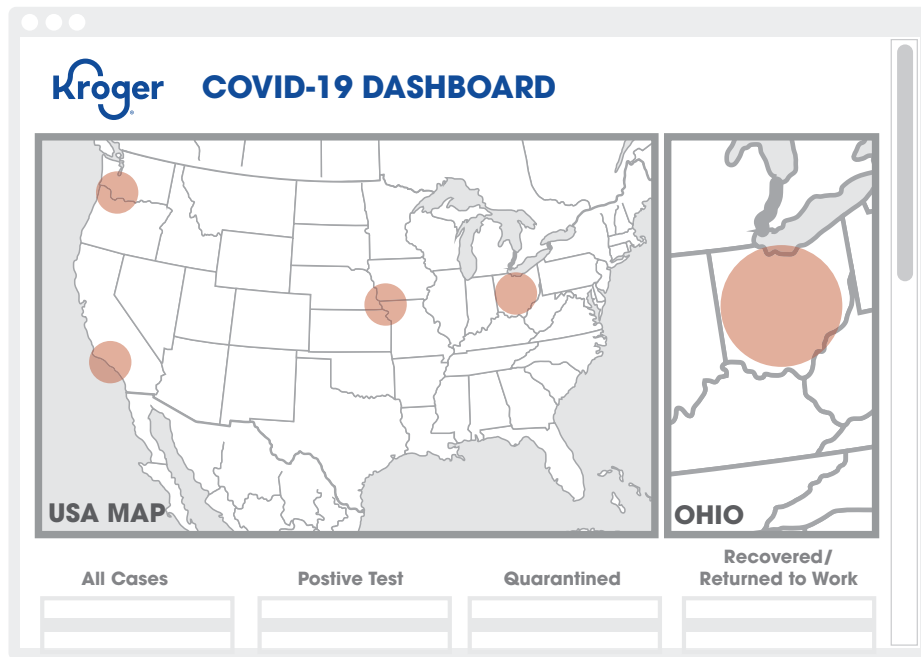 Kroger COVID-19 DASHBOARD
USA MAP
OHIO
All Cases
Postive Test
Quarantined
Recovered/
Returned to Work